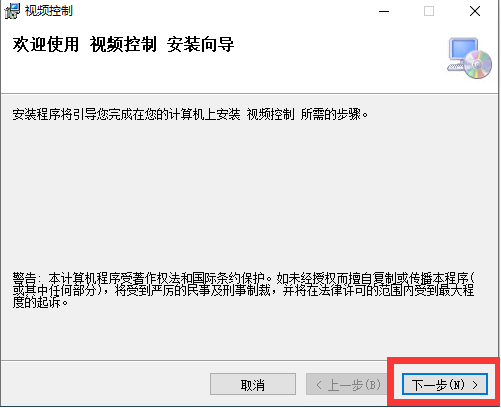 视频控制
欢迎使用 视频控制 安装向导
安装程序将引导您完成在您的计算机上安装 视频控制 所需的步骤。
警告: 本计算机程序受著作权法和国际条约保护。如未经授权而擅自复制或传播本程序(
或其中任何部分)，将受到严厉的民事及刑事制裁，并将在法律许可的范围内受到最大程
度的起诉。
取消
< 上一步(B)
下一步(N) >